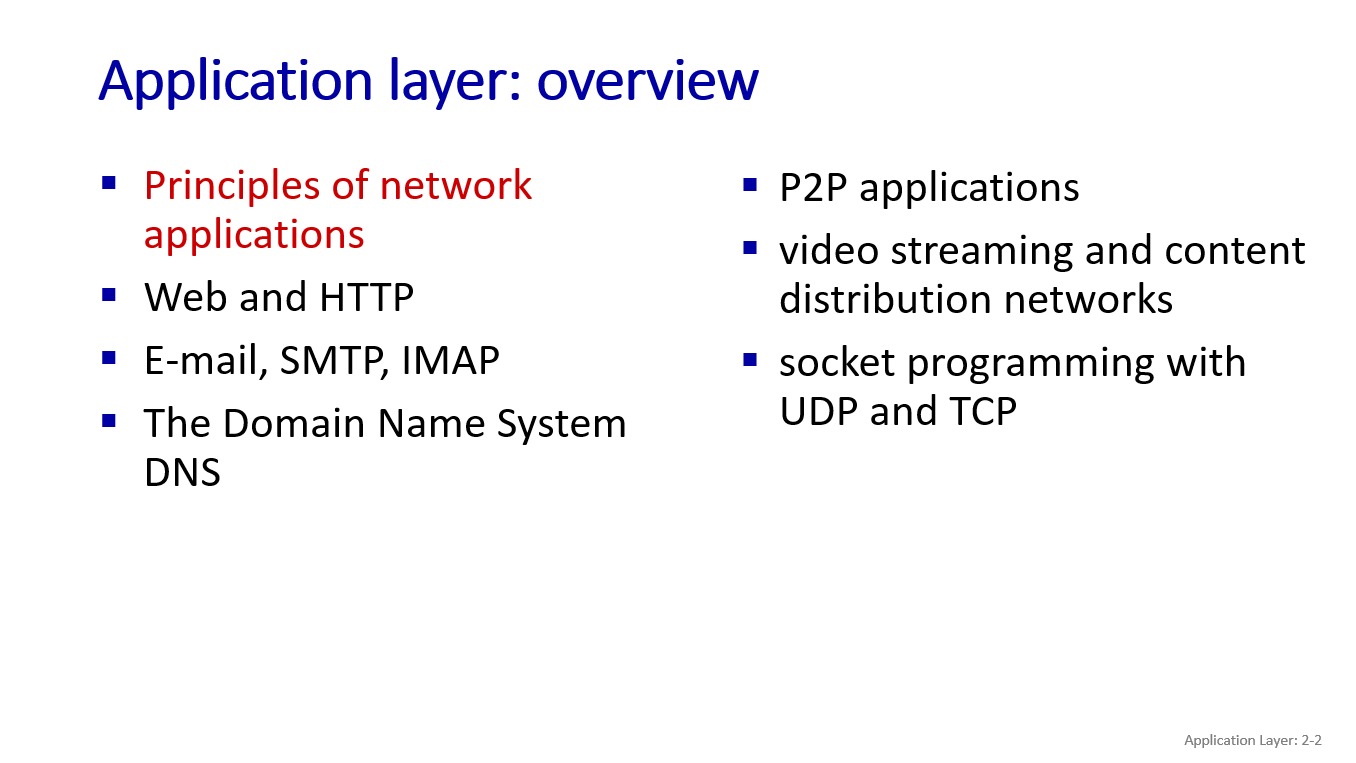 Application layer: overview
Principles of network
applications
Web and HTTP
E-mail, SMTP, IMAP
The Domain Name System
DNS
P2P applications
video streaming and content
distribution networks
socket programming with
UDP and TCP
Application Layer: 2-2